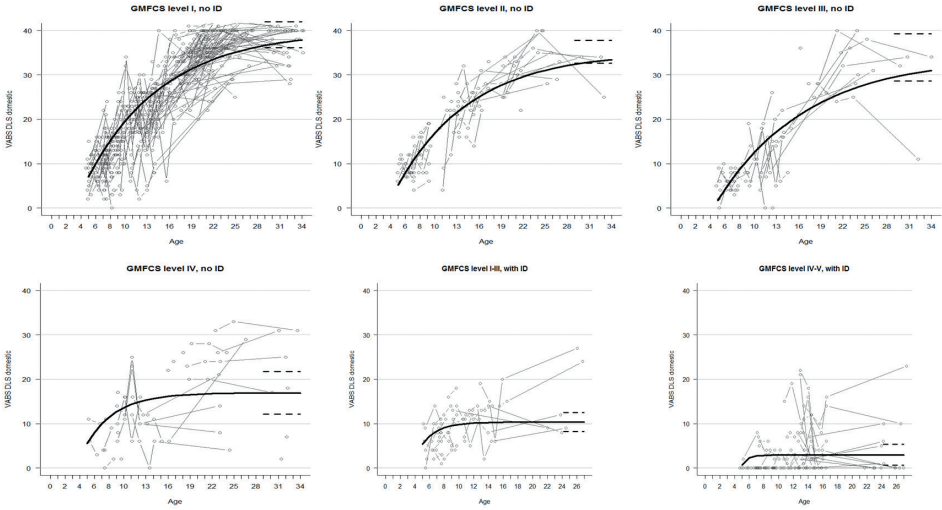 GMFCS level I, no ID
VABS DLS domestic
40
30
20
10
0
0 2 4 6 8 10 13 16 19 22 25 28 31 34
Age
GMFCS level II, no ID
VABS DLS domestic
40
30
20
10
0
0 2 4 6 8 10 13 16 19 22 25 28 31 34
Age
GMFCS level III, no ID
VABS DLS domestic
40
30
20
10
0
0 2 4 6 8 10 13 16 19 22 25 28 31 34
Age
GMFCS level IV, no ID
VABS DLS domestic
40
30
20
10
0
0 2 4 6 8 10 13 16 19 22 25 28 31 34
Age
GMFCS level I-III, with ID
VABS DLS domestic
40
30
20
10
0
0 2 4 6 8 10 12 14 16 18 20 22 24 26
Age
GMFCS level IV-V, with ID
VABS DLS domestic
40
30
20
10
0
0 2 4 6 8 10 12 14 16 18 20 22 24 26
Age